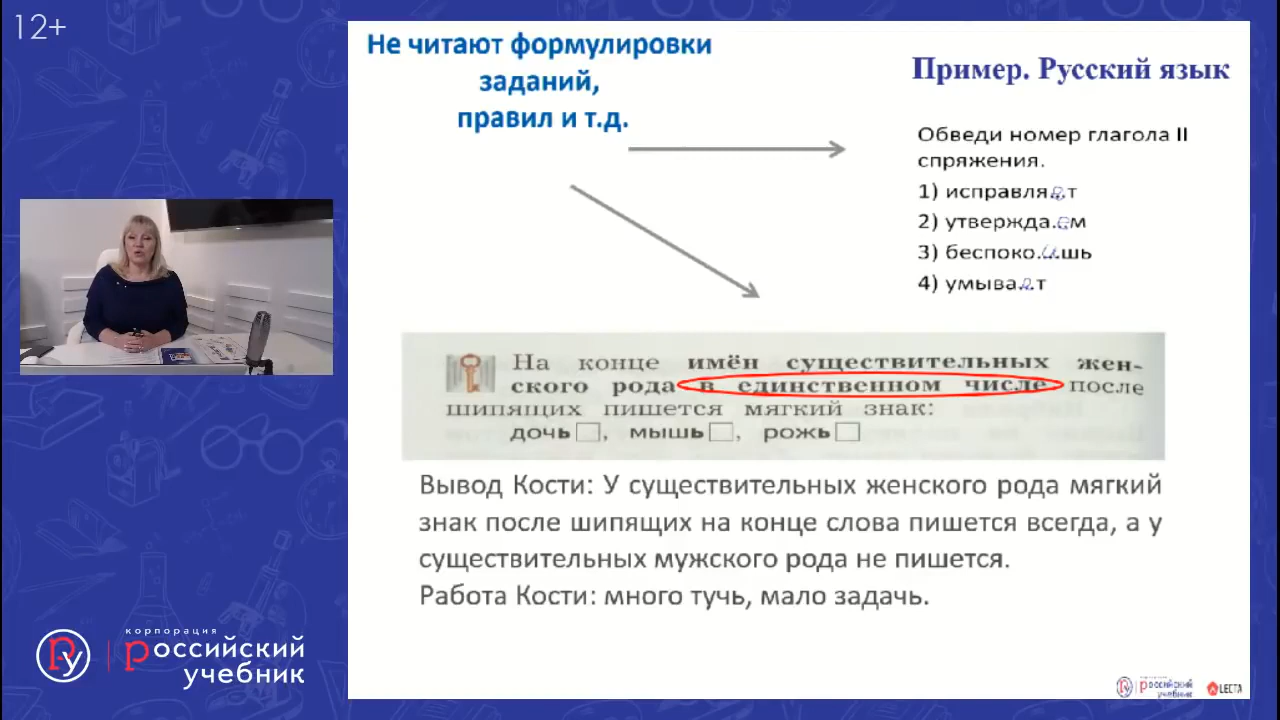 12+
Не читают формулировки
заданий,
правил и т.д.
Пример. Русский язык
Обведи номер глагола II
спряжения.
1) исправля..т
2) утвержда..м
3) беспоко..шь
4) умыва..т
На конце имён существительных жен-
ского рода в единственном числе после
шипящих пишется мягкий знак:
дочь, мышь, рожь
Вывод Кости: У существительных женского рода мягкий
знак после шипящих на конце слова пишется всегда, а у
существительных мужского рода не пишется.
Работа Кости: много тучь, мало задачь.
корпорация
российский
учебник
российский
учебник
LECTA